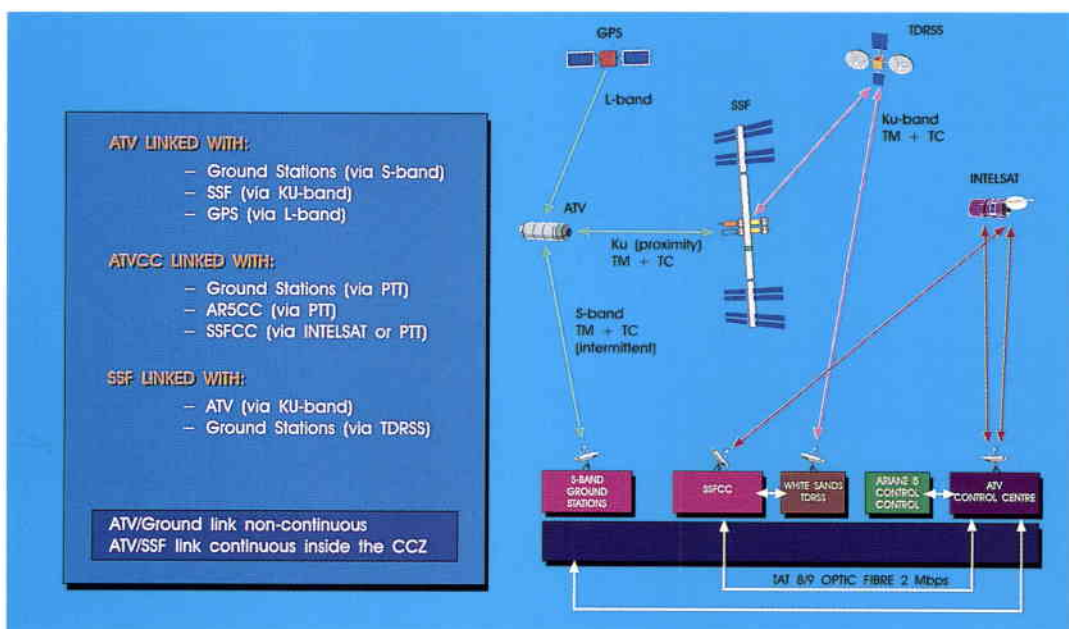 ATV LINKED WITH:
– Ground Stations (via S-band)
– SSF (via KU-band)
– GPS (via L-band)
ATVCC LINKED WITH:
– Ground Stations (via PTT)
– AR5CC (via PTT)
– SSFCC (via INTELSAT or PTT)
SSF LINKED WITH:
– ATV (via KU-band)
– Ground Stations (via TDRSS)
ATV/Ground link non-continuous
ATV/SSF link continuous inside the CCZ
GPS
TDRSS
L-band
SSF
Ku-band
TM + TC
INTELSAT
ATV
Ku (proximity)
TM + TC
S-band
TM + TC
(intermittent)
S-BAND
GROUND
STATIONS
SSFCC
WHITE SANDS
TDRSS
ARIANE 5
CONTROL
CONTROL
ATV
CONTROL CENTRE
TAT 8/9 OPTIC FIBRE 2 Mbps